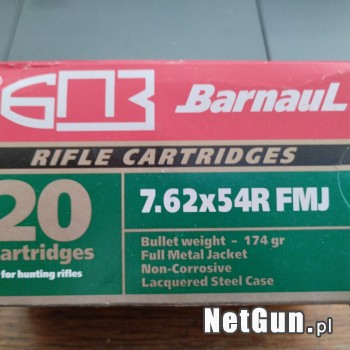 БПЗ BarnauL
RIFLE CARTRIDGES
20
cartridges
for hunting rifles
7.62x54R FMJ
Bullet weight - 174 gr
Full Metal Jacket
Non-Corrosive
Lacquered Steel Case
NetGun.pl